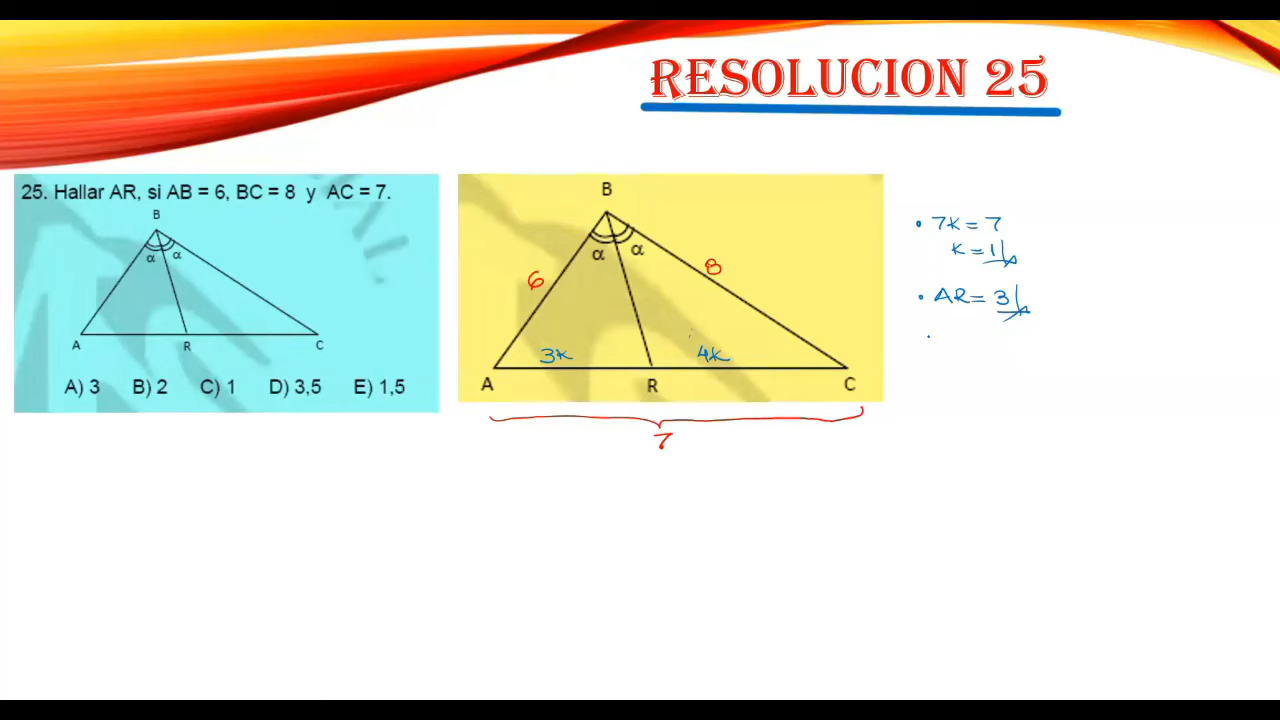 RESOLUCION 25
25. Hallar AR, si AB = 6, BC = 8 y AC = 7.
B
α α
A R C
A) 3 B) 2 C) 1 D) 3,5 E) 1,5
B
α α
6 8
3K 4K
A R C
7
• 7K = 7
K = 1
• AR = 3